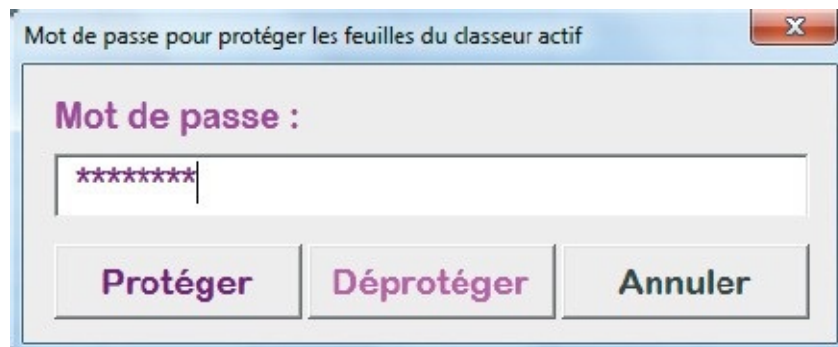 Mot de passe pour protéger les feuilles du classeur actif
Mot de passe :
********
Protéger Déprotéger Annuler